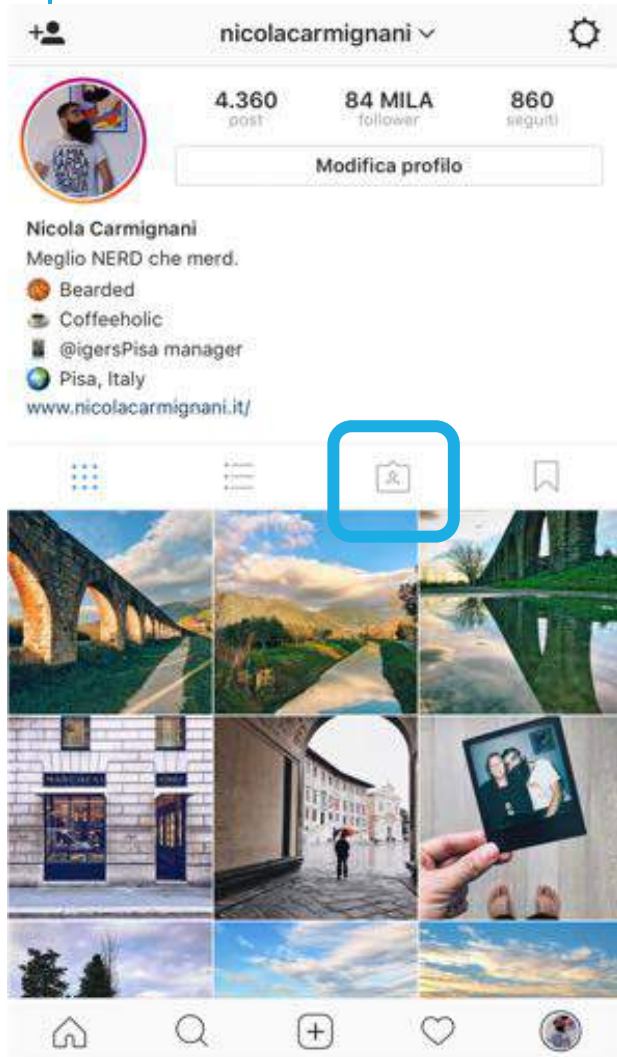 nicolacarmignani
4.360 84 MILA 860
post follower seguiti
Modifica profilo
Nicola Carmignani
Meglio NERD che merd.
Bearded
Coffeeholic
@igersPisa manager
Pisa, Italy
www.nicolacarmignani.it/
MARCHESI